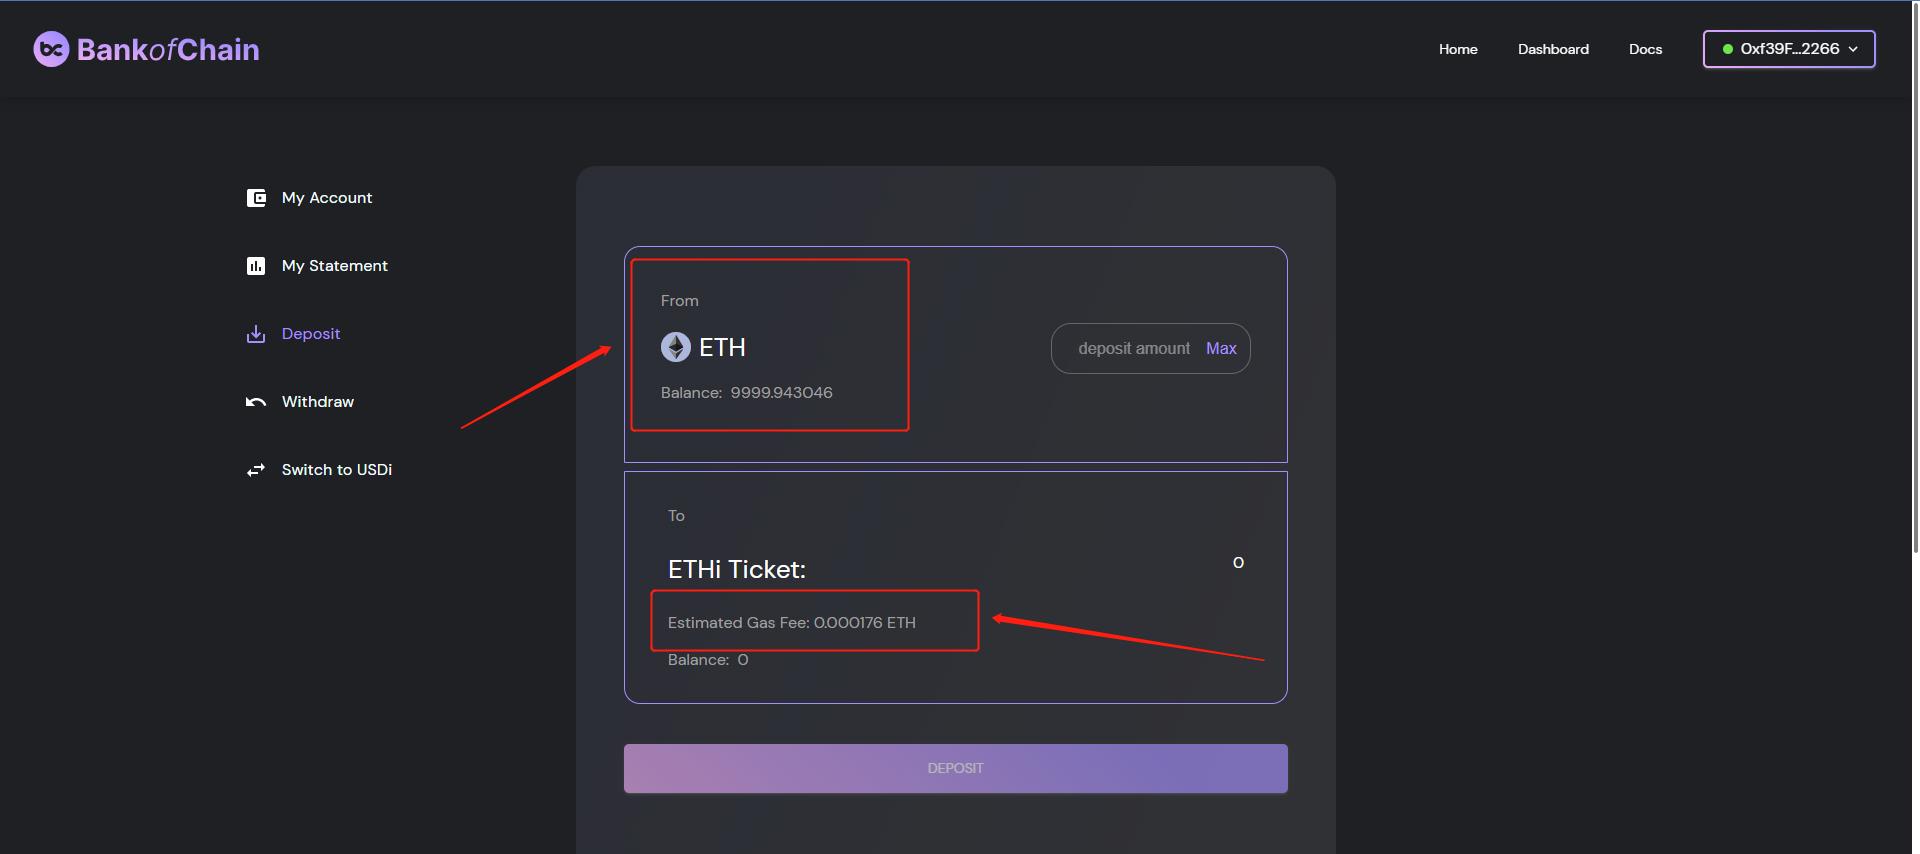 bc BankofChain
Home
Dashboard
Docs
0xf39F...2266
My Account
My Statement
Deposit
Withdraw
Switch to USDi
From
ETH
Balance: 9999.943046
deposit amount
Max
To
ETHi Ticket:
0
Estimated Gas Fee: 0.000176 ETH
Balance: 0
DEPOSIT